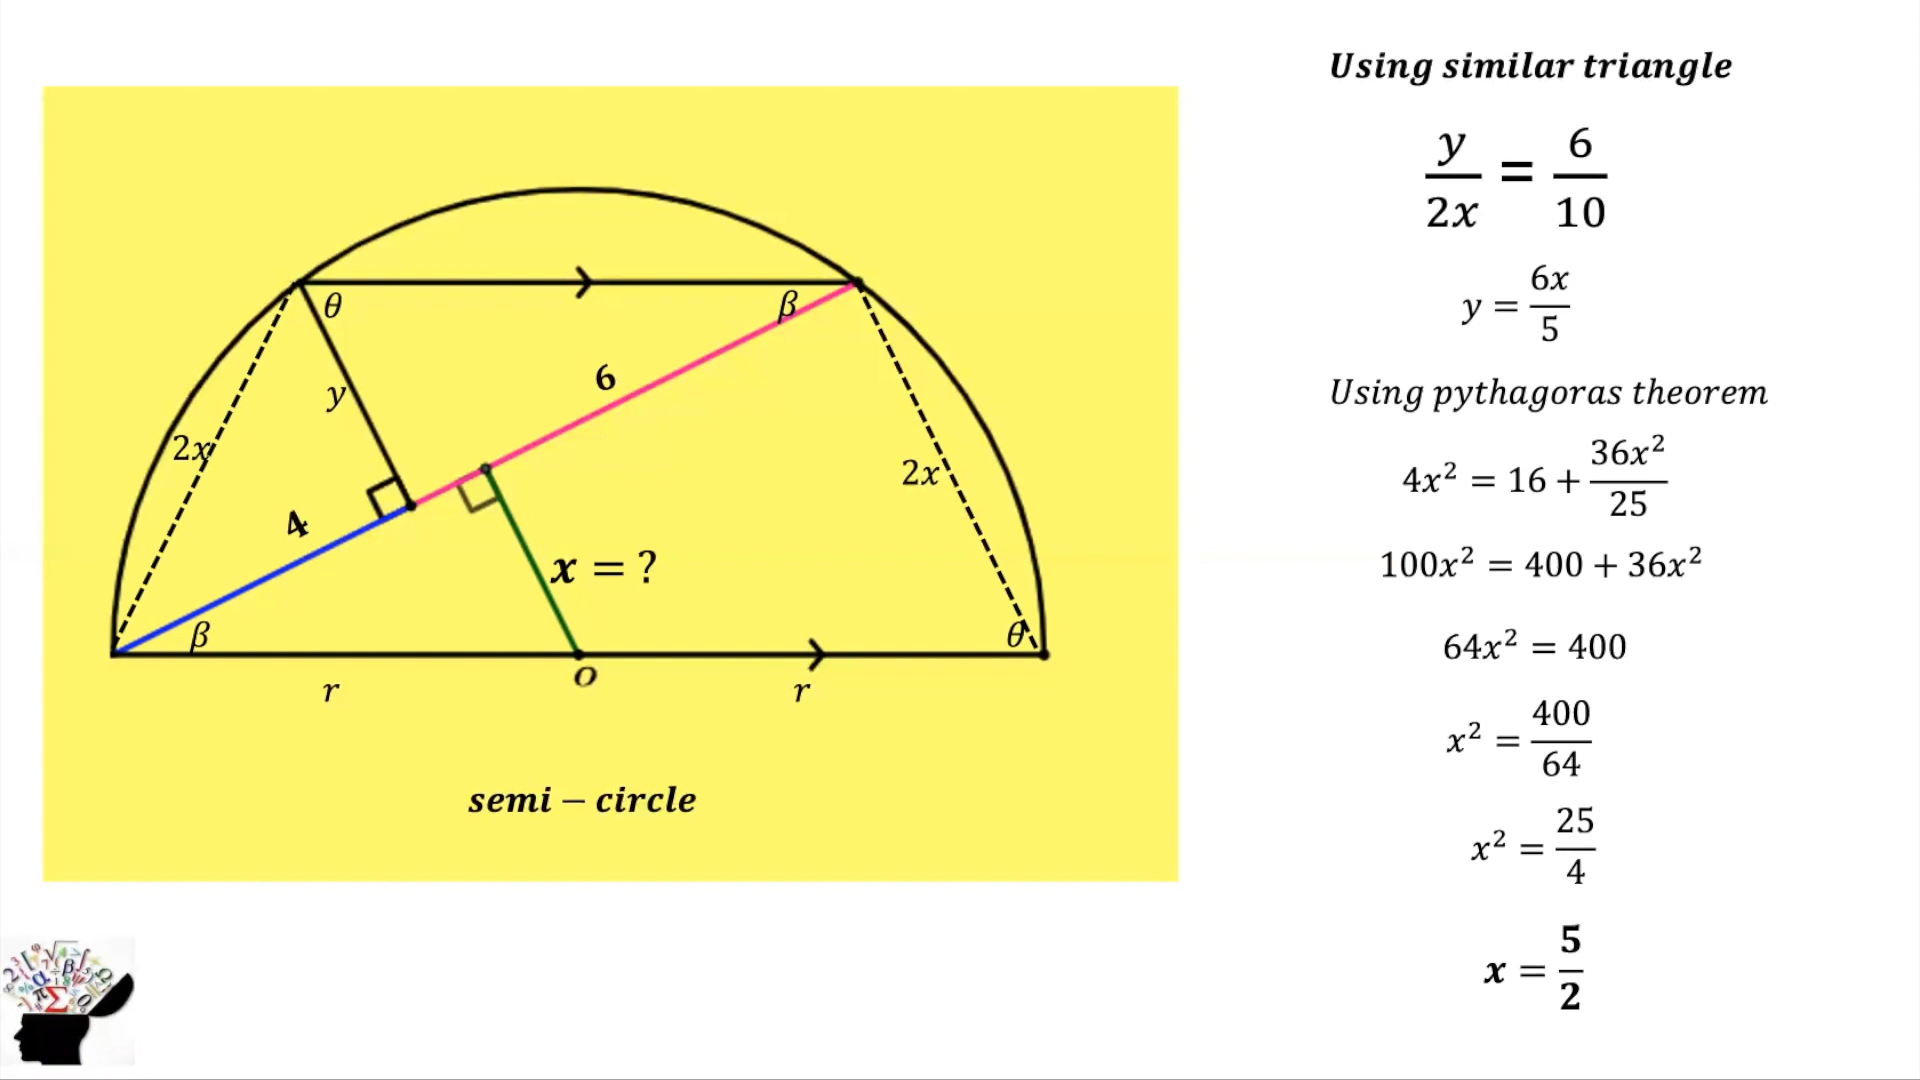 Using similar triangle
y/2x = 6/10
y = 6x/5
Using pythagoras theorem
4x² = 16 + 36x²/25
100x² = 400 + 36x²
64x² = 400
x² = 400/64
x² = 25/4
x = 5/2
θ
β
y
6
2x
2x
4
x = ?
β
θ
O
r
r
semi − circle